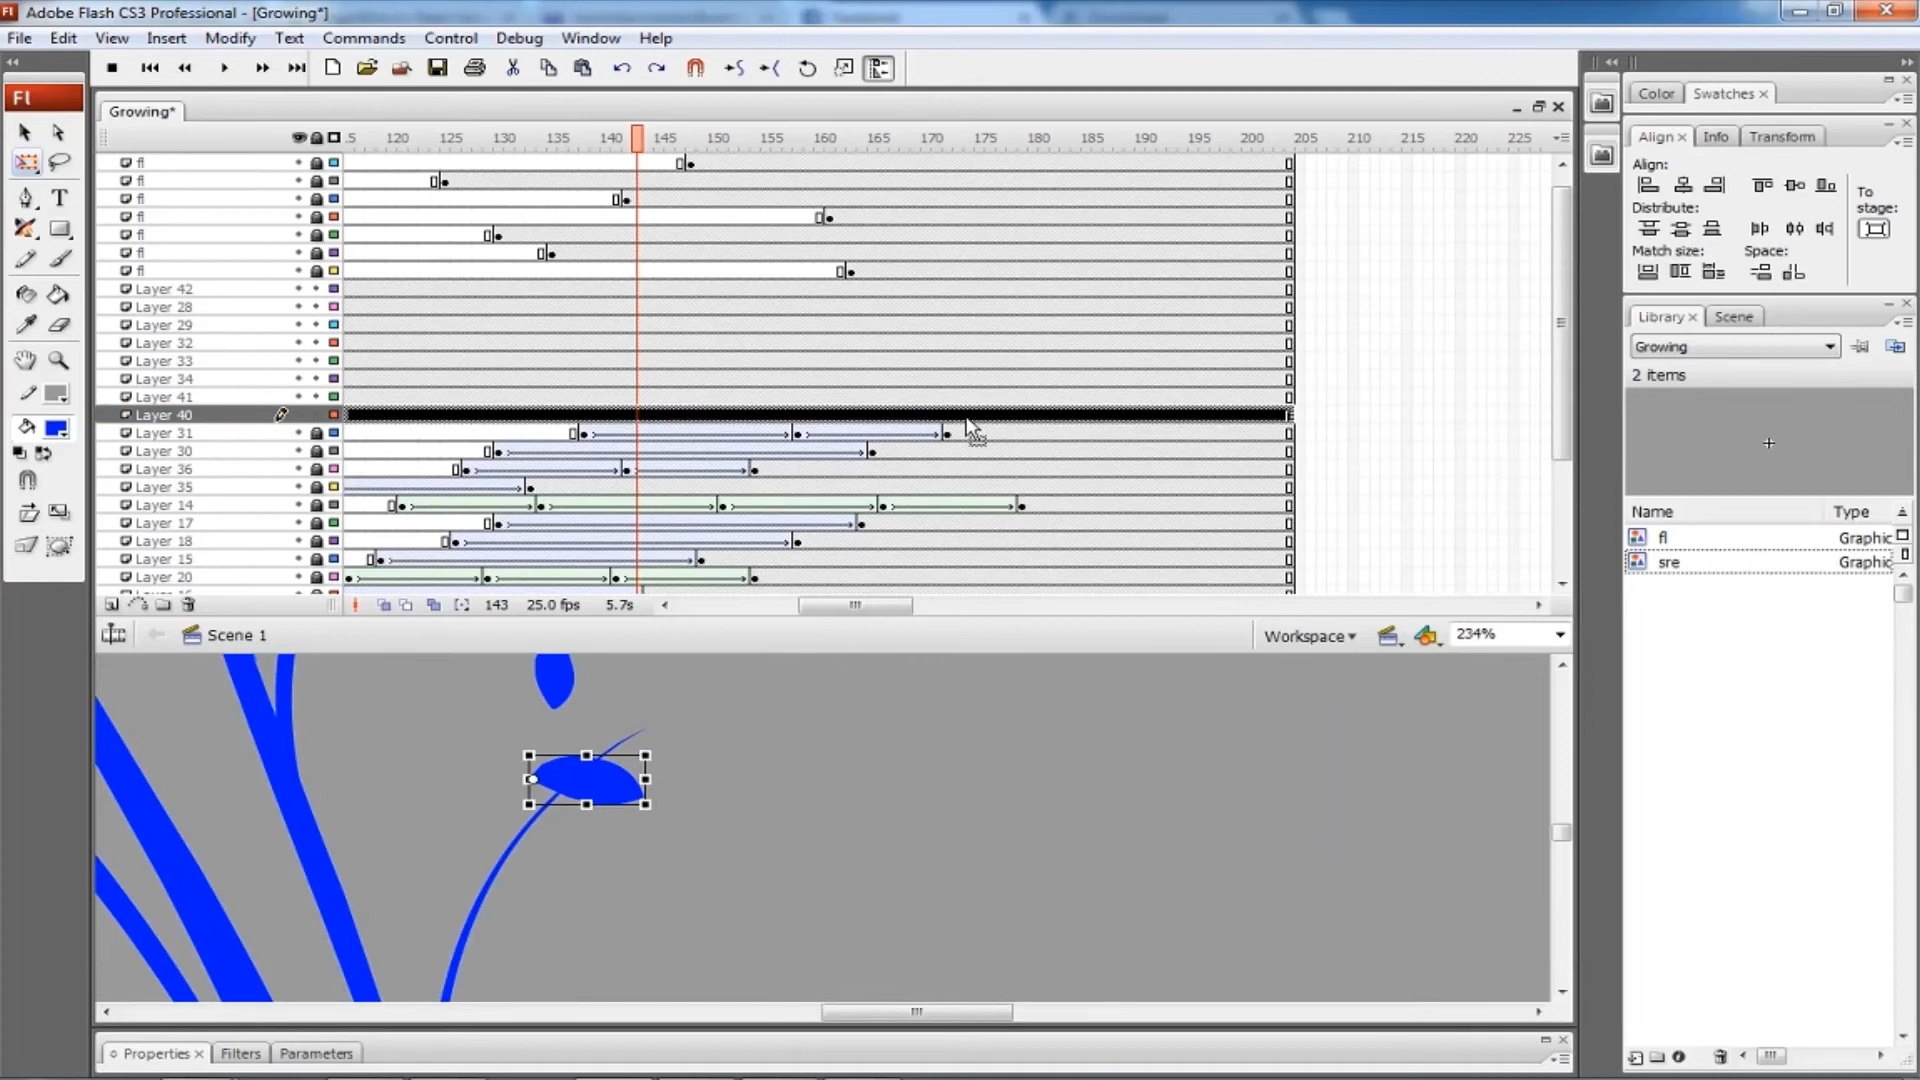 Fl Adobe Flash CS3 Professional - [Growing*]
File Edit View Insert Modify Text Commands Control Debug Window Help
Fl
Growing*
.5 120 125 130 135 140 145 150 155 160 165 170 175 180 185 190 195 200 205 210 215 220 225
fl
fl
fl
fl
fl
fl
fl
Layer 42
Layer 28
Layer 29
Layer 32
Layer 33
Layer 34
Layer 41
Layer 40
Layer 31
Layer 30
Layer 36
Layer 35
Layer 14
Layer 17
Layer 18
Layer 15
Layer 20
143 25.0 fps 5.7s
Scene 1
Workspace
234%
Properties Filters Parameters
Color Swatches
Align Info Transform
Align:
To
stage:
Distribute:
Match size: Space:
Library Scene
Growing
2 items
Name Type
fl Graphic
sre Graphic